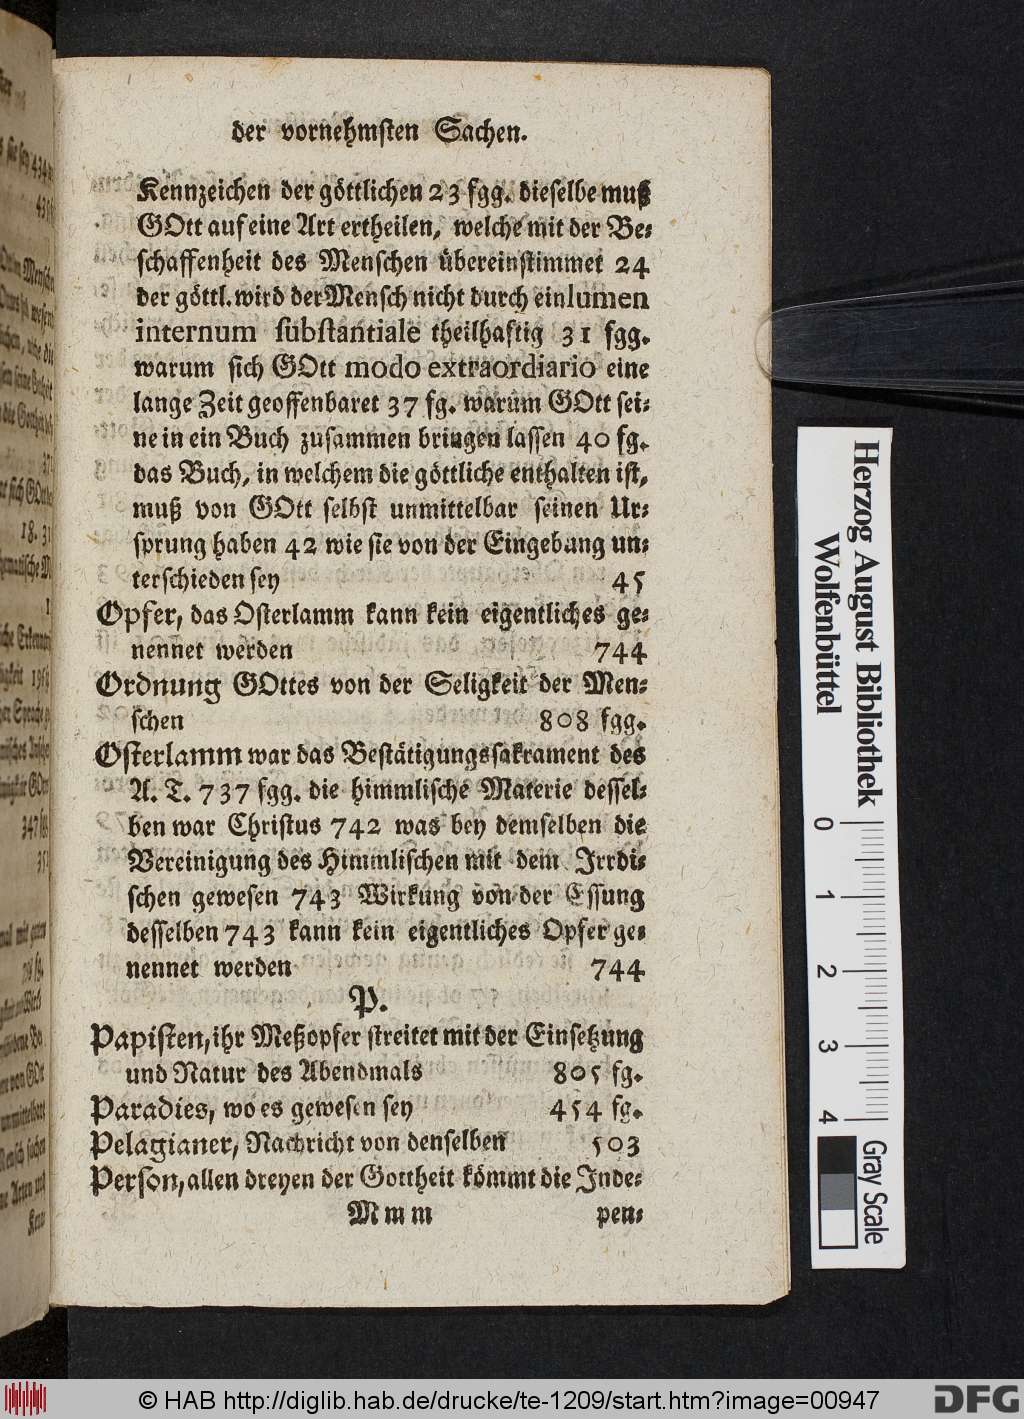 der vornehmsten Sachen.
Kennzeichen der göttlichen 23 fgg. dieselbe muß
GOtt auf eine Art ertheilen, welche mit der Be-
schaffenheit des Menschen übereinstimmet 24
der göttl. wird der Mensch nicht durch ein lumen
internum substantiale theilhaftig 31 fgg.
warum sich GOtt modo extraordiario eine
lange Zeit geoffenbaret 37 fg. warum GOtt sei-
ne in ein Buch zusammen bringen lassen 40 fg.
das Buch, in welchem die göttliche enthalten ist,
muß von GOtt selbst unmittelbar seinen Ur-
sprung haben 42 wie sie von der Eingebung un-
terschieden sey 45
Opfer, das Osterlamm kann kein eigentliches ge-
nennet werden 744
Ordnung GOttes von der Seligkeit der Men-
schen 808 fgg.
Osterlamm war das Bestätigungssakrament des
A. T. 737 fgg. die himmlische Materie dessel-
ben war Christus 742 was bey demselben die
Vereinigung des Himmlischen mit dem Irrdi-
schen gewesen 743 Wirkung von der Essung
desselben 743 kann kein eigentliches Opfer ge-
nennet werden 744
P.
Papisten, ihr Meßopfer streitet mit der Einsetzung
und Natur des Abendmals 805 fg.
Paradies, wo es gewesen sey 454 fg.
Pelagianer, Nachricht von denselben 503
Person, allen dreyen der Gottheit kömmt die Inde-
Mmm pen-
Herzog August Bibliothek
Wolfenbüttel
0 1 2 3 4
Gray Scale
© HAB http://diglib.hab.de/drucke/te-1209/start.htm?image=00947
DFG